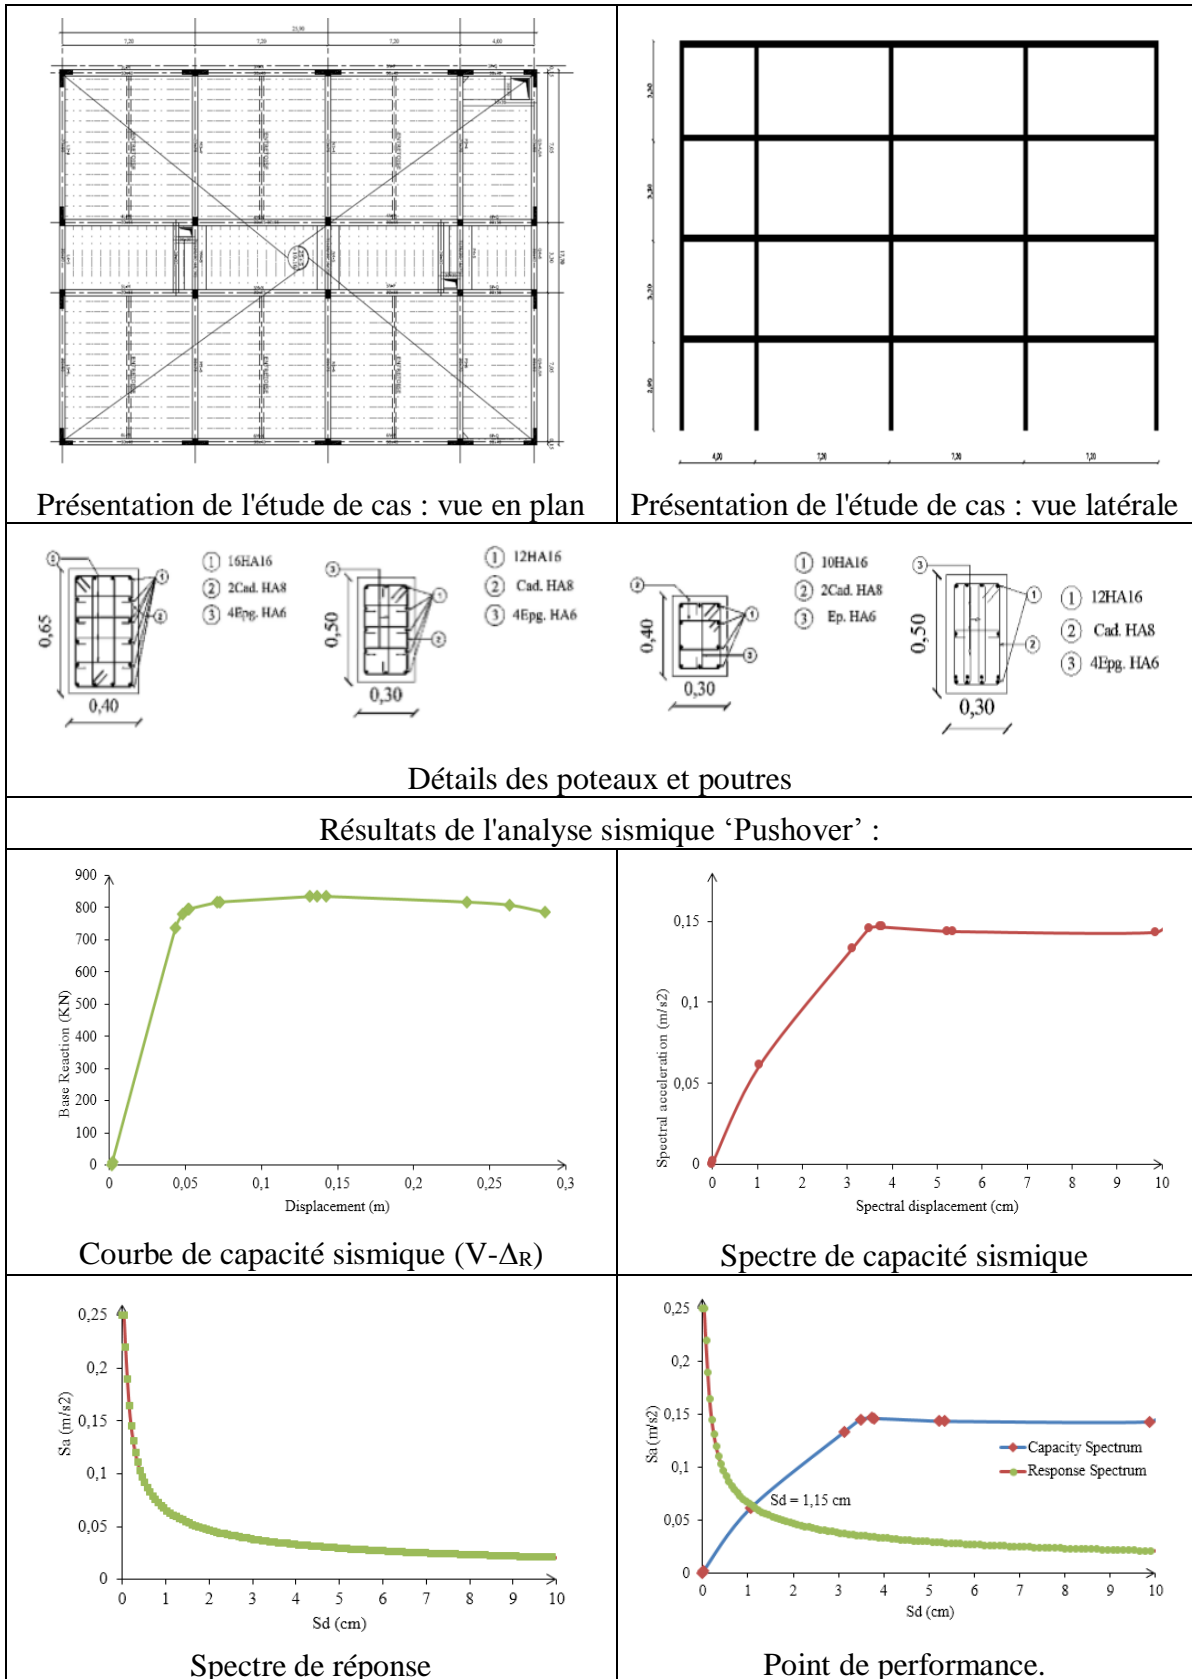 25,90
7,20 7,20 7,20 4,00
7,65
3,30
7,65
Présentation de l'étude de cas : vue en plan
4,00 7,00
Présentation de l'étude de cas : vue latérale
0,65
0,40
1 16HA16
2 2Cad. HA8
3 4Epg. HA6
0,50
0,30
1 12HA16
2 Cad. HA8
3 4Epg. HA6
0,40
0,30
1 10HA16
2 2Cad. HA8
3 Ep. HA6
0,50
0,30
1 12HA16
2 Cad. HA8
3 4Epg. HA6
Détails des poteaux et poutres
Résultats de l'analyse sismique ‘Pushover’ :
Base Reaction (KN)
900
800
700
600
500
400
300
200
100
0
0 0,05 0,1 0,15 0,2 0,25 0,3
Displacement (m)
Courbe de capacité sismique (V-ΔR)
Spectral acceleration (m/s2)
0,15
0,1
0,05
0
0 1 2 3 4 5 6 7 8 9 10
Spectral displacement (cm)
Spectre de capacité sismique
Sa (m/s2)
0,25
0,2
0,15
0,1
0,05
0
0 1 2 3 4 5 6 7 8 9 10
Sd (cm)
Spectre de réponse
Sa (m/s2)
0,25
0,2
0,15
0,1
0,05
0
Capacity Spectrum
Response Spectrum
Sd = 1,15 cm
0 1 2 3 4 5 6 7 8 9 10
Sd (cm)
Point de performance.